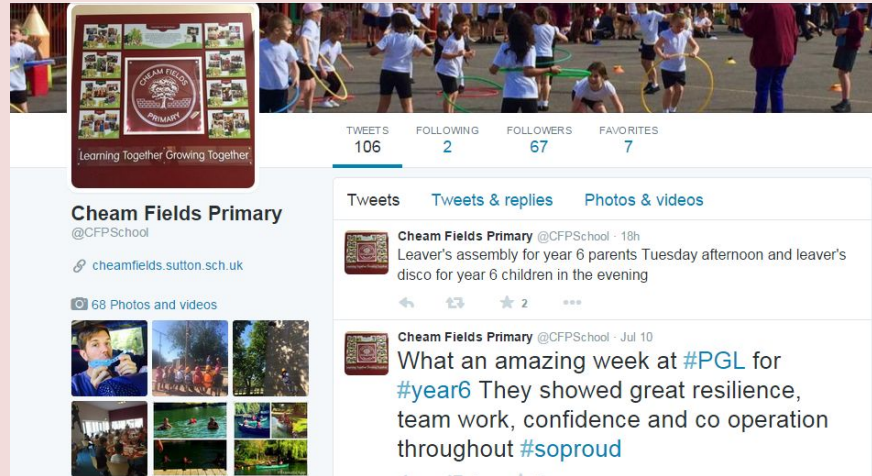 CHEAM FIELDS
PRIMARY
Learning Together Growing Together
TWEETS
106
FOLLOWING
2
FOLLOWERS
67
FAVORITES
7
Cheam Fields Primary
@CFPSchool
cheamfields.sutton.sch.uk
68 Photos and videos
Tweets Tweets & replies Photos & videos
Cheam Fields Primary @CFPSchool · 18h
Leaver's assembly for year 6 parents Tuesday afternoon and leaver's
disco for year 6 children in the evening
2
Cheam Fields Primary @CFPSchool · Jul 10
What an amazing week at #PGL for
#year6 They showed great resilience,
team work, confidence and co operation
throughout #soproud